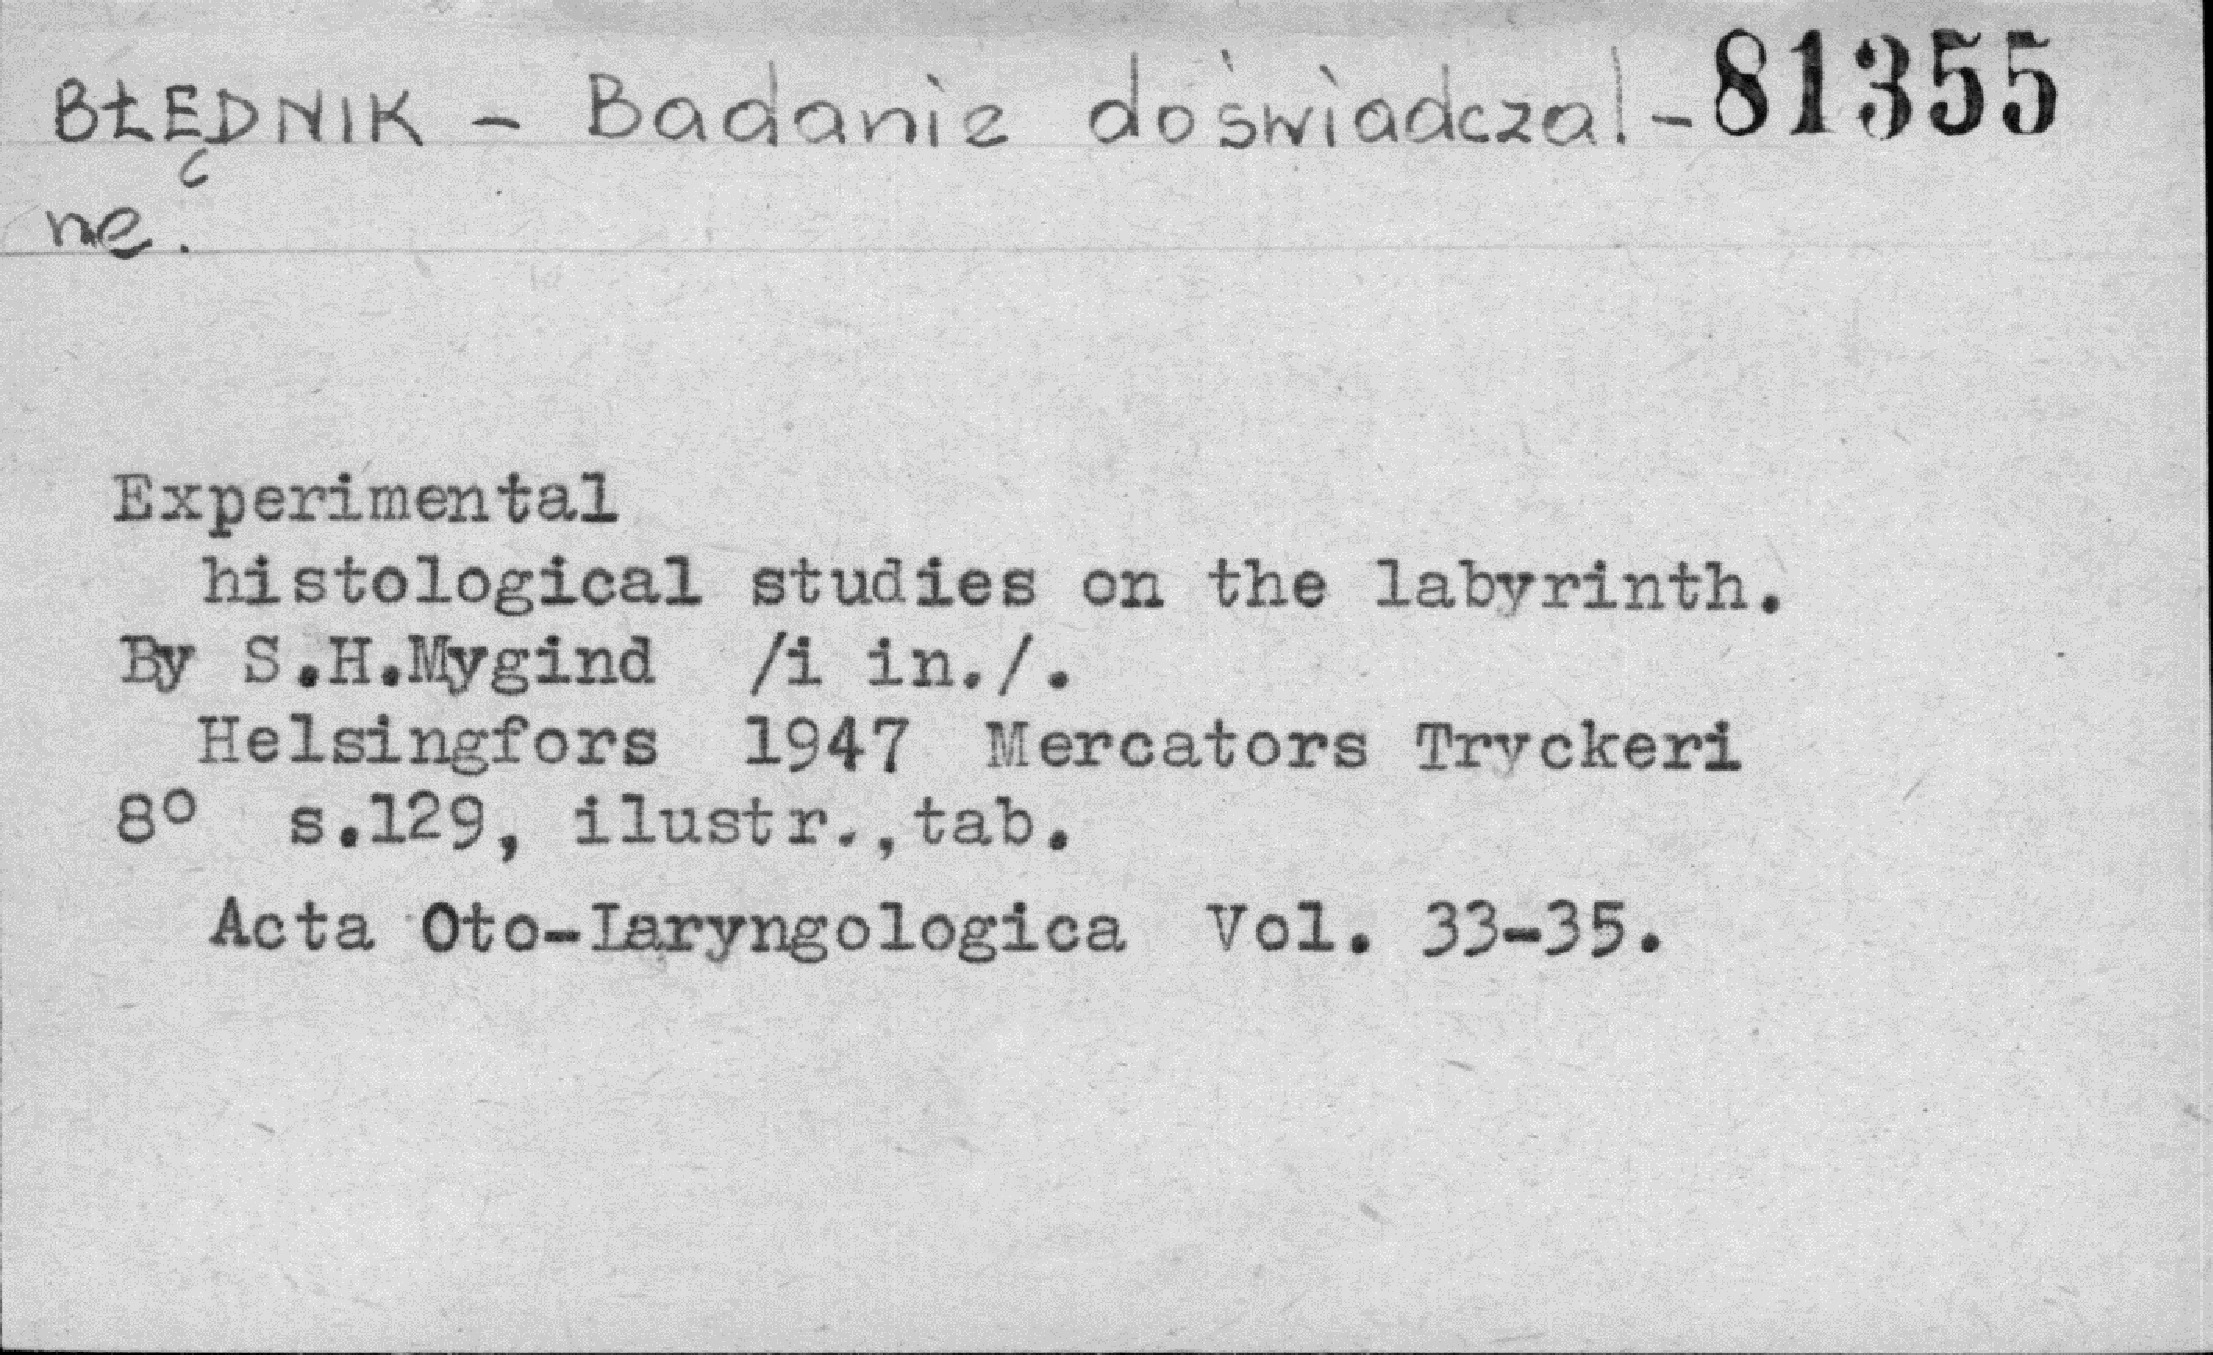 BŁĘDNIK - Badanie doświadczal- 81355
ne.
Experimental
histological studies on the labyrinth.
By S.H.Mygind /i in./.
Helsingfors 1947 Mercators Tryckeri
8° s.129, ilustr.,tab.
Acta Oto-Laryngologica Vol. 33-35.